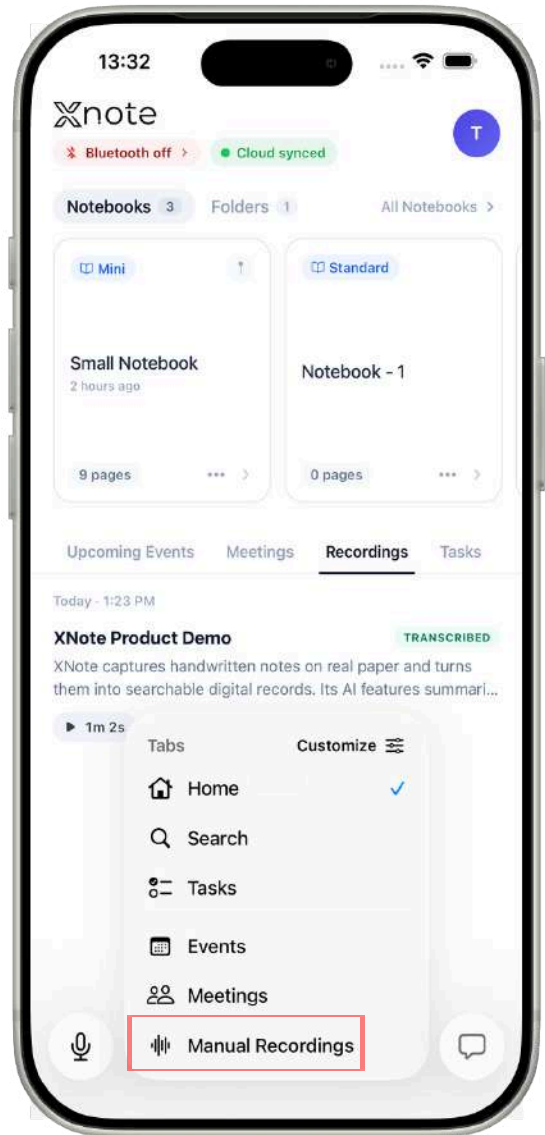 13:32
Xnote
Bluetooth off >
Cloud synced
T
Notebooks 3
Folders 1
All Notebooks >
Mini
Standard
Small Notebook
2 hours ago
Notebook - 1
9 pages
0 pages
Upcoming Events
Meetings
Recordings
Tasks
Today - 1:23 PM
XNote Product Demo
TRANSCRIBED
XNote captures handwritten notes on real paper and turns
them into searchable digital records. Its AI features summari...
1m 2s
Tabs
Customize
Home
Search
Tasks
Events
Meetings
Manual Recordings